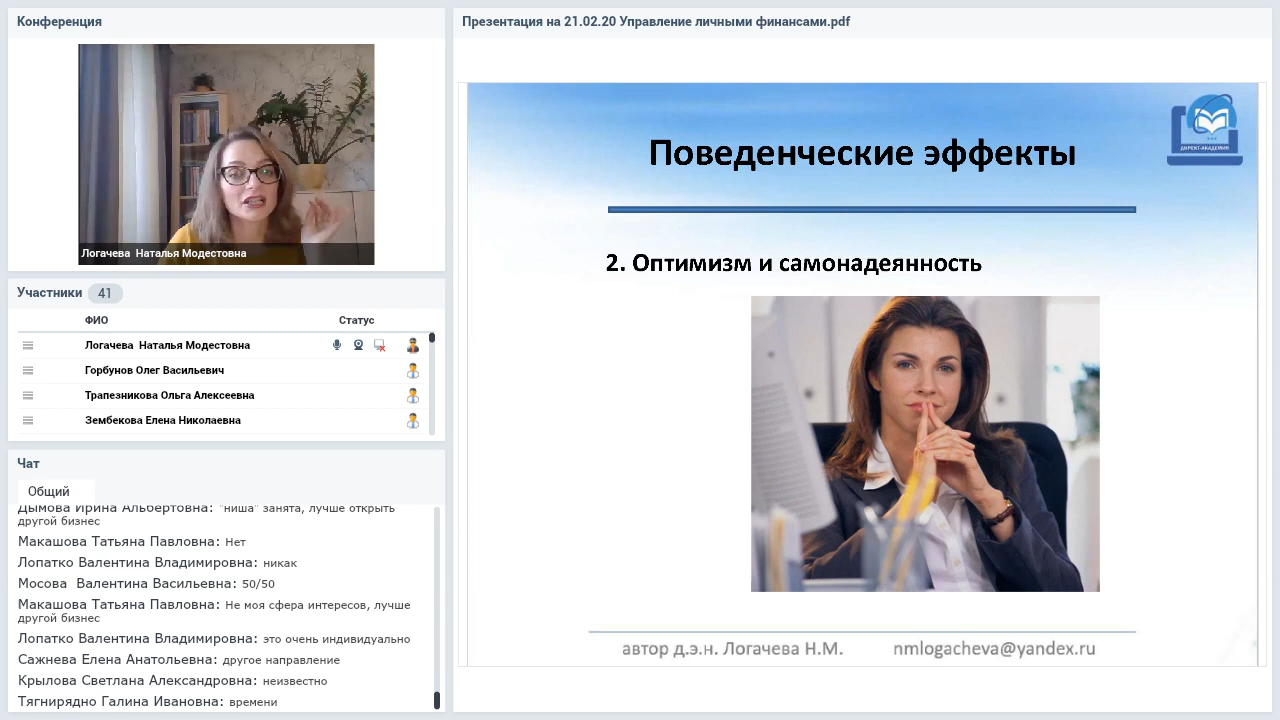 Конференция
Логачева  Наталья Модестовна
Участники 41
ФИО Статус
Логачева  Наталья Модестовна
Горбунов Олег Васильевич
Трапезникова Ольга Алексеевна
Зембекова Елена Николаевна
Чат
Общий
Дымова Ирина Альбертовна: "ниша" занята, лучше открыть
другой бизнес
Макашова Татьяна Павловна: Нет
Лопатко Валентина Владимировна: никак
Мосова  Валентина Васильевна: 50/50
Макашова Татьяна Павловна: Не моя сфера интересов, лучше
другой бизнес
Лопатко Валентина Владимировна: это очень индивидуально
Сажнева Елена Анатольевна: другое направление
Крылова Светлана Александровна: неизвестно
Тягнирядно Галина Ивановна: времени
Презентация на 21.02.20 Управление личными финансами.pdf
ДИРЕКТ-АКАДЕМИЯ
Поведенческие эффекты
2. Оптимизм и самонадеянность
автор д.э.н. Логачева Н.М. nmlogacheva@yandex.ru